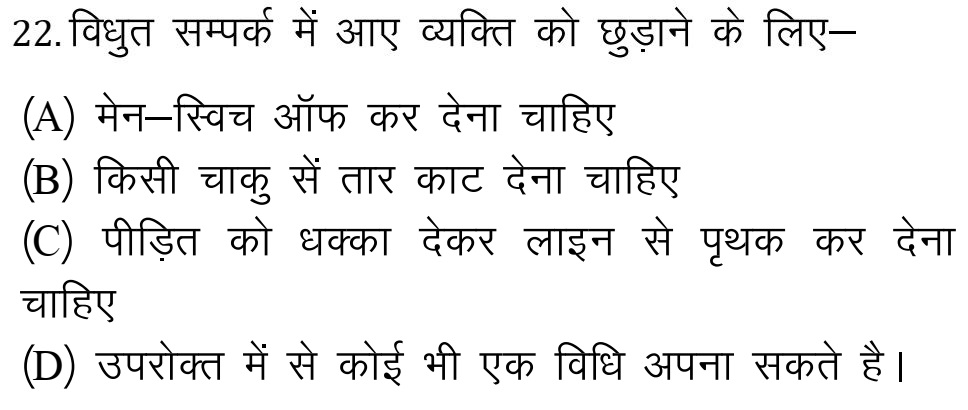 22. विधुत सम्पर्क में आए व्यक्ति को छुड़ाने के लिए–
(A) मेन–स्विच ऑफ कर देना चाहिए
(B) किसी चाकु सें तार काट देना चाहिए
(C) पीड़ित को धक्का देकर लाइन से पृथक कर देना
चाहिए
(D) उपरोक्त में से कोई भी एक विधि अपना सकते है।